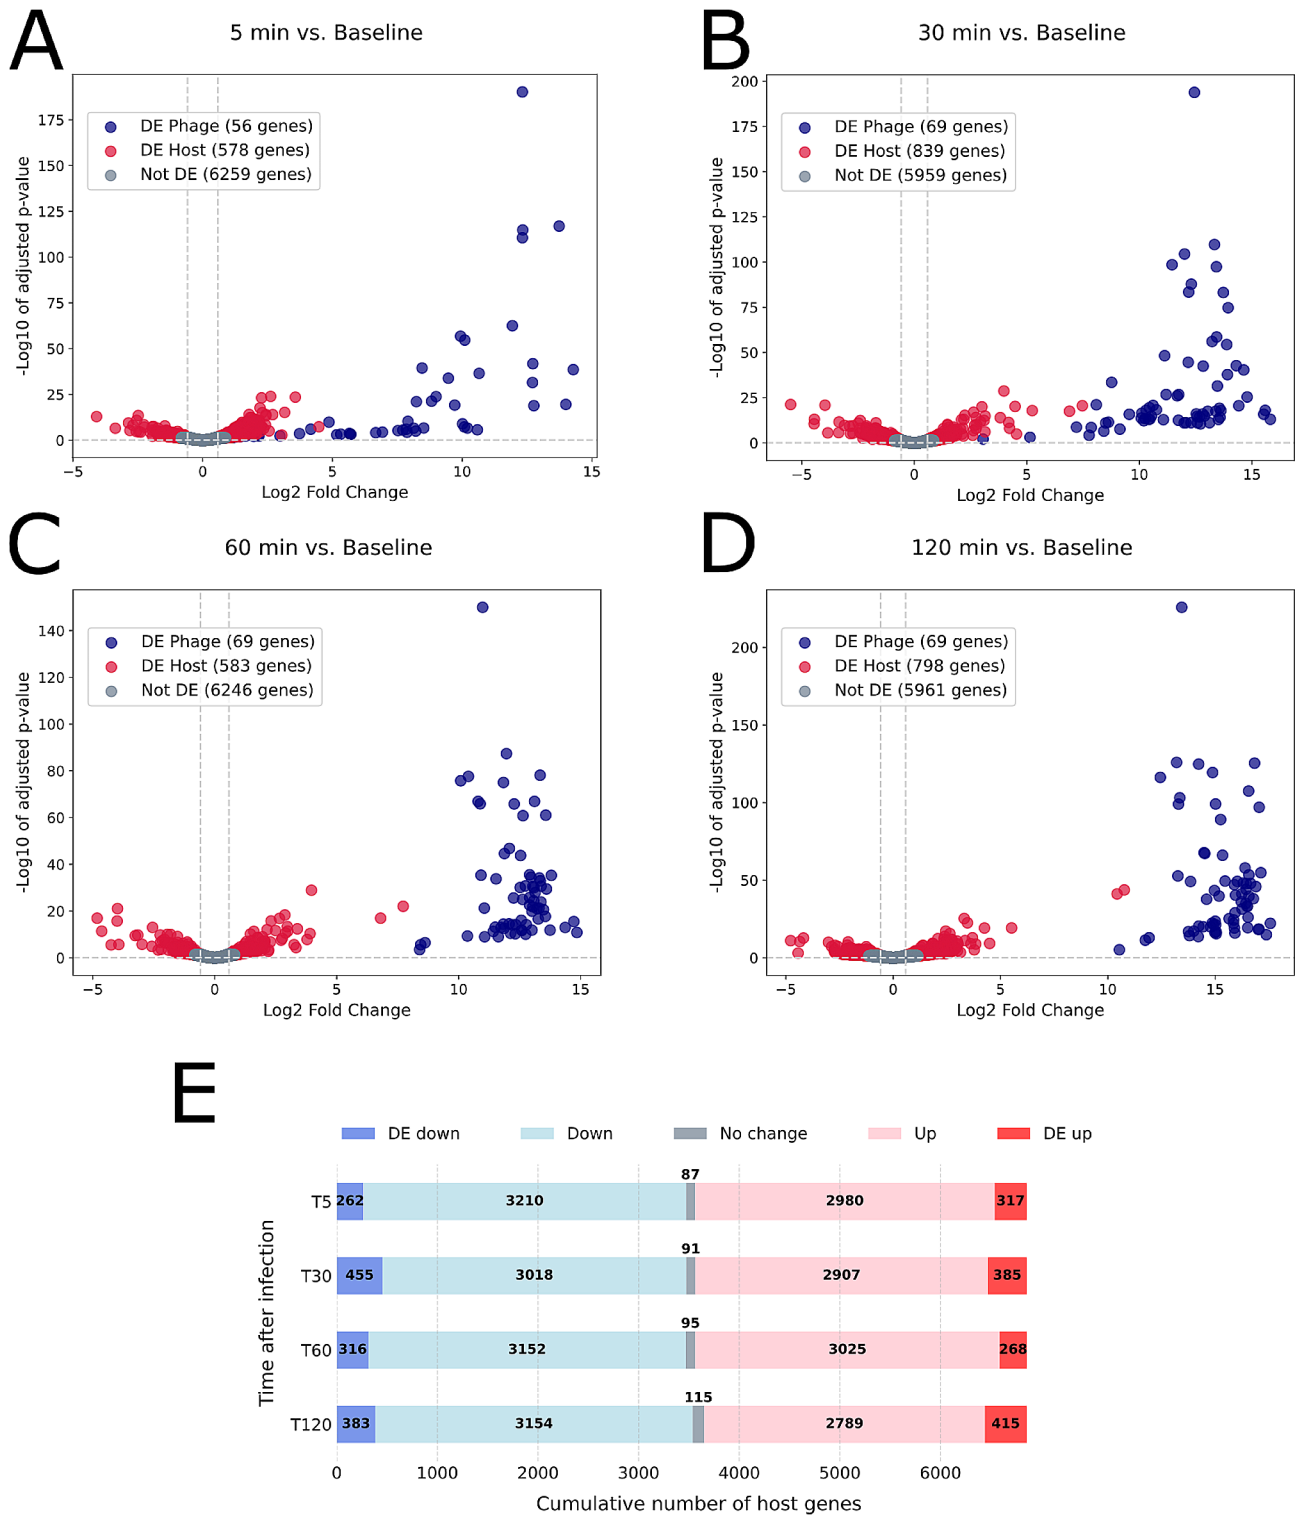 A
5 min vs. Baseline
DE Phage (56 genes)
DE Host (578 genes)
Not DE (6259 genes)
-Log10 of adjusted p-value
175
150
125
100
75
50
25
0
−5
0
5
10
15
Log2 Fold Change
B
30 min vs. Baseline
DE Phage (69 genes)
DE Host (839 genes)
Not DE (5959 genes)
-Log10 of adjusted p-value
200
175
150
125
100
75
50
25
0
−5
0
5
10
15
Log2 Fold Change
C
60 min vs. Baseline
DE Phage (69 genes)
DE Host (583 genes)
Not DE (6246 genes)
-Log10 of adjusted p-value
140
120
100
80
60
40
20
0
−5
0
5
10
15
Log2 Fold Change
D
120 min vs. Baseline
DE Phage (69 genes)
DE Host (798 genes)
Not DE (5961 genes)
-Log10 of adjusted p-value
200
150
100
50
0
−5
0
5
10
15
Log2 Fold Change
E
DE down
Down
No change
Up
DE up
Time after infection
87
T5 262 3210 2980 317
91
T30 455 3018 2907 385
95
T60 316 3152 3025 268
115
T120 383 3154 2789 415
0 1000 2000 3000 4000 5000 6000
Cumulative number of host genes